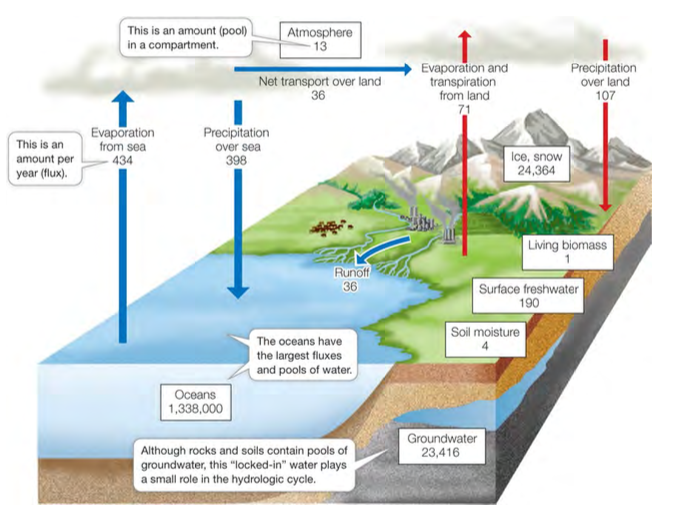 This is an amount (pool)
in a compartment.
Atmosphere
13
Net transport over land
36
Evaporation and
transpiration
from land
71
Precipitation
over land
107
This is an
amount per
year (flux).
Evaporation
from sea
434
Precipitation
over sea
398
Ice, snow
24,364
Living biomass
1
Runoff
36
Surface freshwater
190
Soil moisture
4
The oceans have
the largest fluxes
and pools of water.
Oceans
1,338,000
Although rocks and soils contain pools of
groundwater, this “locked-in” water plays
a small role in the hydrologic cycle.
Groundwater
23,416